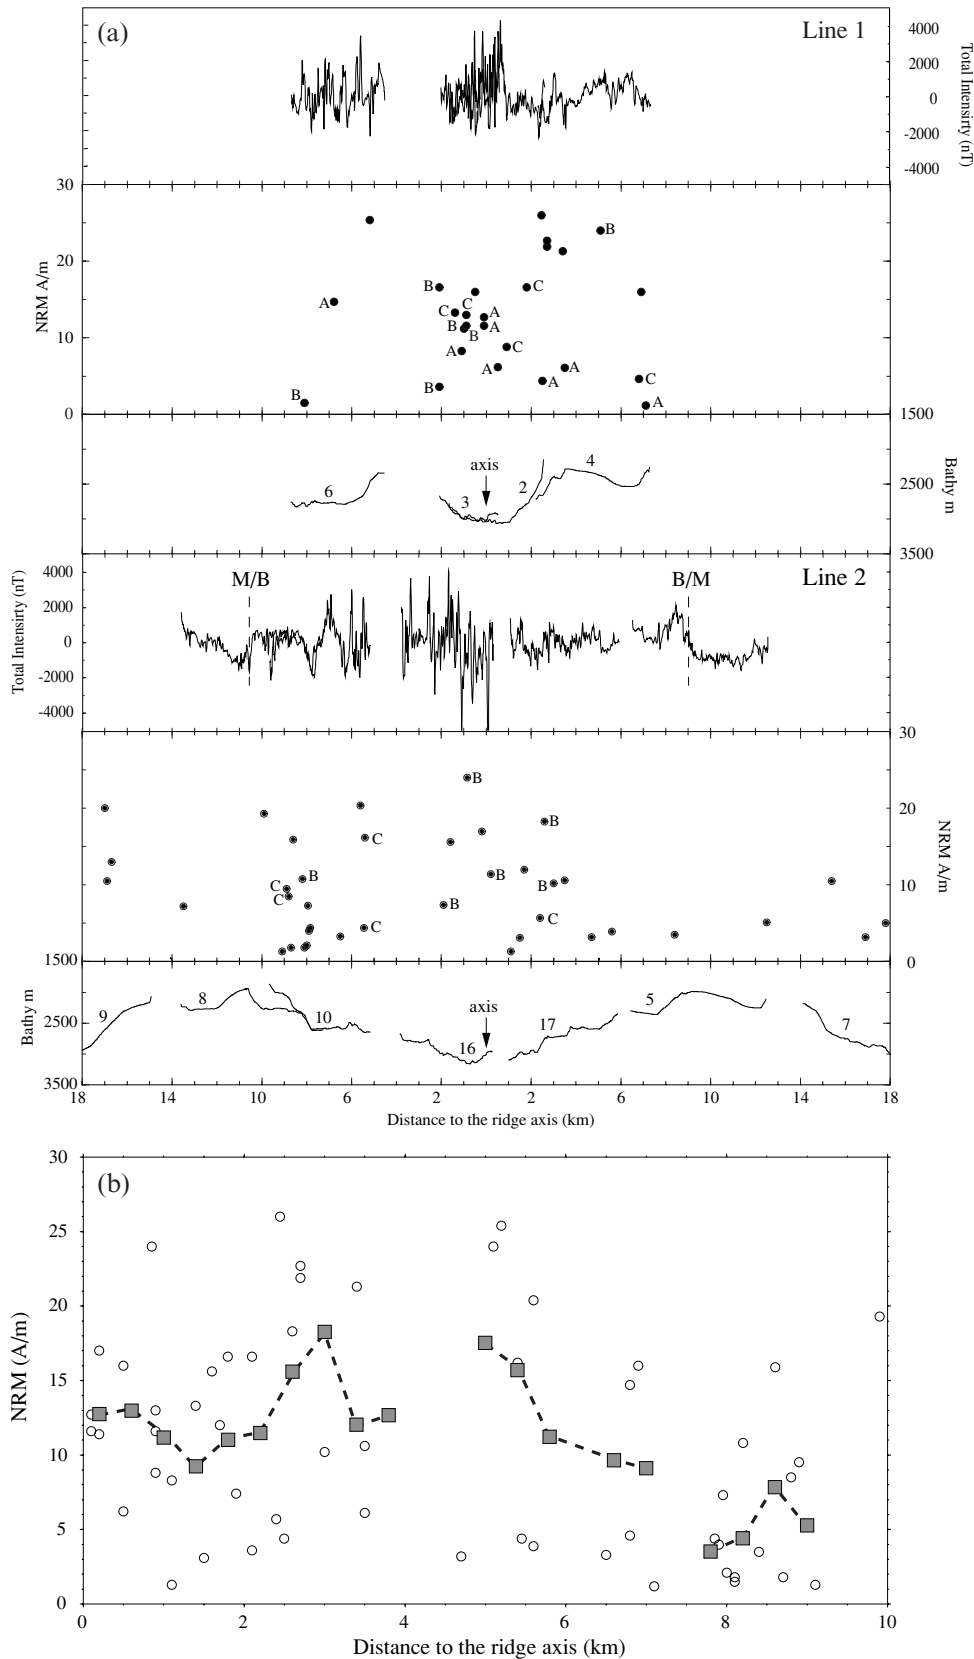 (a)
Line 1
4000
2000
0
-2000
-4000
Total Intensirty (nT)
30
20
10
0
NRM A/m
B
A
B
B
C
C
B
B
A
A
A
A
C
C
A
A
B
C
A
1500
2500
3500
Bathy m
6
3
axis
2
4
Line 2
M/B
B/M
4000
2000
0
-2000
-4000
Total Intensirty (nT)
30
20
10
0
NRM A/m
B
C
B
C
C
C
B
B
B
B
B
C
1500
2500
3500
Bathy m
9
8
10
16
axis
17
5
7
18 14 10 6 2 2 6 10 14 18
Distance to the ridge axis (km)
(b)
30
25
20
15
10
5
0
NRM (A/m)
0 2 4 6 8 10
Distance to the ridge axis (km)